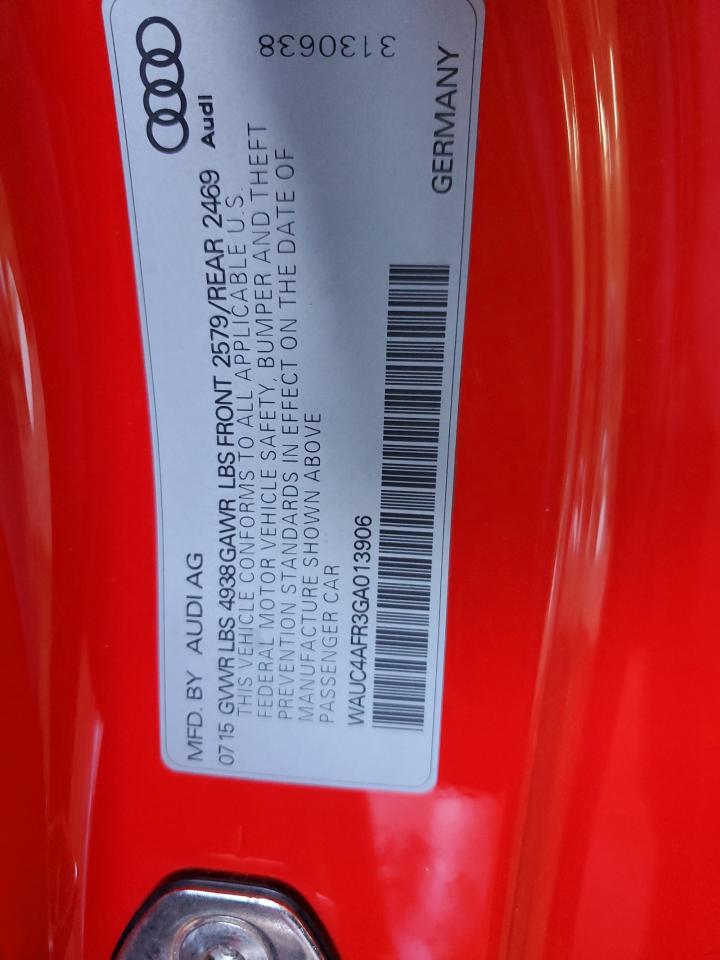 MFD. BY AUDI AG
Audi
0715 GVWR LBS 4938 GAWR LBS FRONT 2579/REAR 2469
THIS VEHICLE CONFORMS TO ALL APPLICABLE U.S.
FEDERAL MOTOR VEHICLE SAFETY, BUMPER AND THEFT
PREVENTION STANDARDS IN EFFECT ON THE DATE OF
MANUFACTURE SHOWN ABOVE
PASSENGER CAR
3130638
WAUC4AFR3GA013906
GERMANY